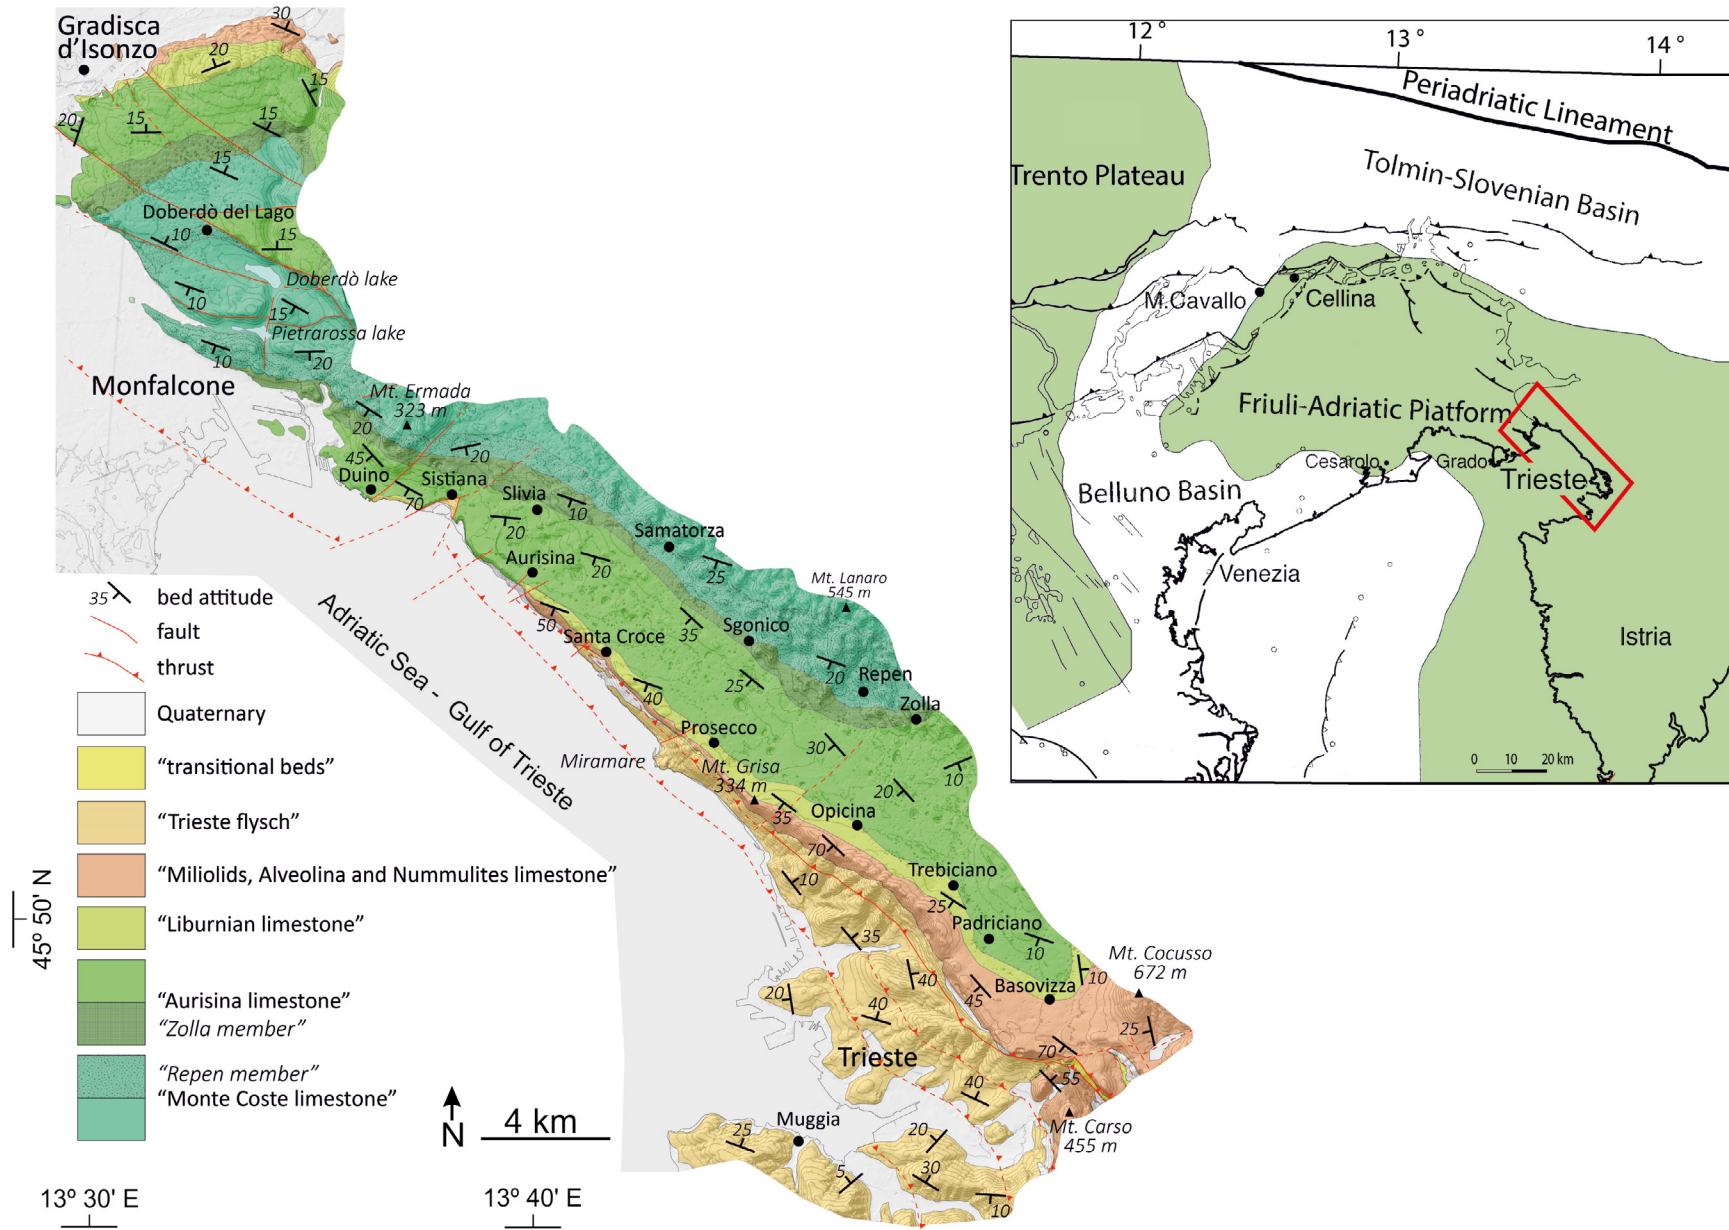 Gradisca
d'Isonzo
30
20
15
20
15
15
15
Doberdò del Lago
10
15
Doberdò lake
10
15
Pietrarossa lake
10
20
Monfalcone
Mt. Ermada
323 m
20
20
45
Duino
70
Sistiana
Slivia
10
20
Samatorza
25
Aurisina
20
Mt. Lanaro
545 m
50
Santa Croce
35
Sgonico
20
Repen
25
Zolla
40
Prosecco
30
10
Miramare
Mt. Grisa
334 m
20
35
Opicina
70
10
Trebiciano
25
Padriciano
10
35
Mt. Cocusso
672 m
10
40
45
Basovizza
20
40
25
Trieste
70
55
40
Mt. Carso
455 m
Muggia
25
20
5
30
10
Adriatic Sea - Gulf of Trieste
35 bed attitude
fault
thrust
Quaternary
“transitional beds”
“Trieste flysch”
“Miliolids, Alveolina and Nummulites limestone”
“Liburnian limestone”
“Aurisina limestone”
“Zolla member”
“Repen member”
“Monte Coste limestone”
N
4 km
45º 50' N
13º 30' E
13º 40' E
12 °
13 °
14 °
Periadriatic Lineament
Trento Plateau
Tolmin-Slovenian Basin
M.Cavallo
Cellina
Friuli-Adriatic Piatform
Cesarolo
Grado
Trieste
Belluno Basin
Venezia
Istria
0 10 20 km